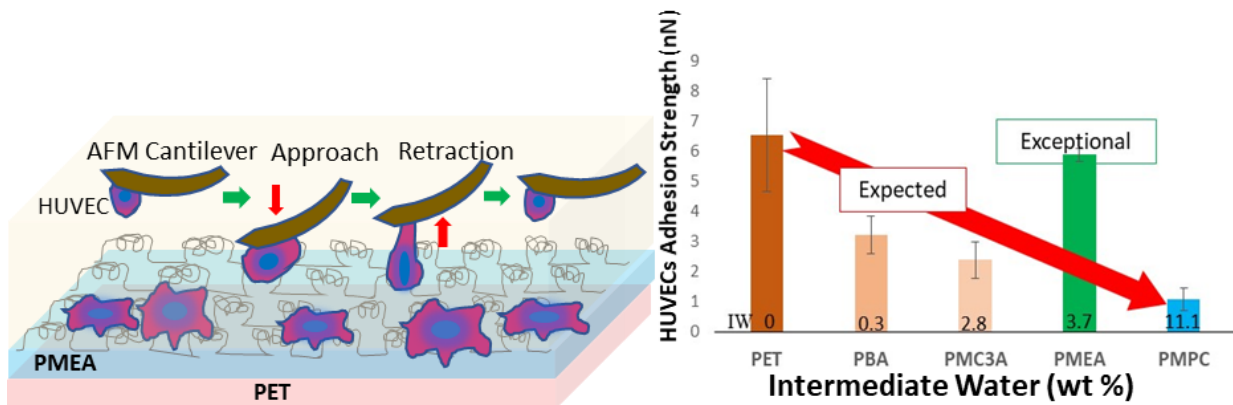 AFM Cantilever Approach Retraction
HUVEC
PMEA
PET
HUVECs Adhesion Strength (nN)
9
8
7
6
5
4
3
2
1
0
Exceptional
Expected
IW 0 0.3 2.8 3.7 11.1
PET PBA PMC3A PMEA PMPC
Intermediate Water (wt %)